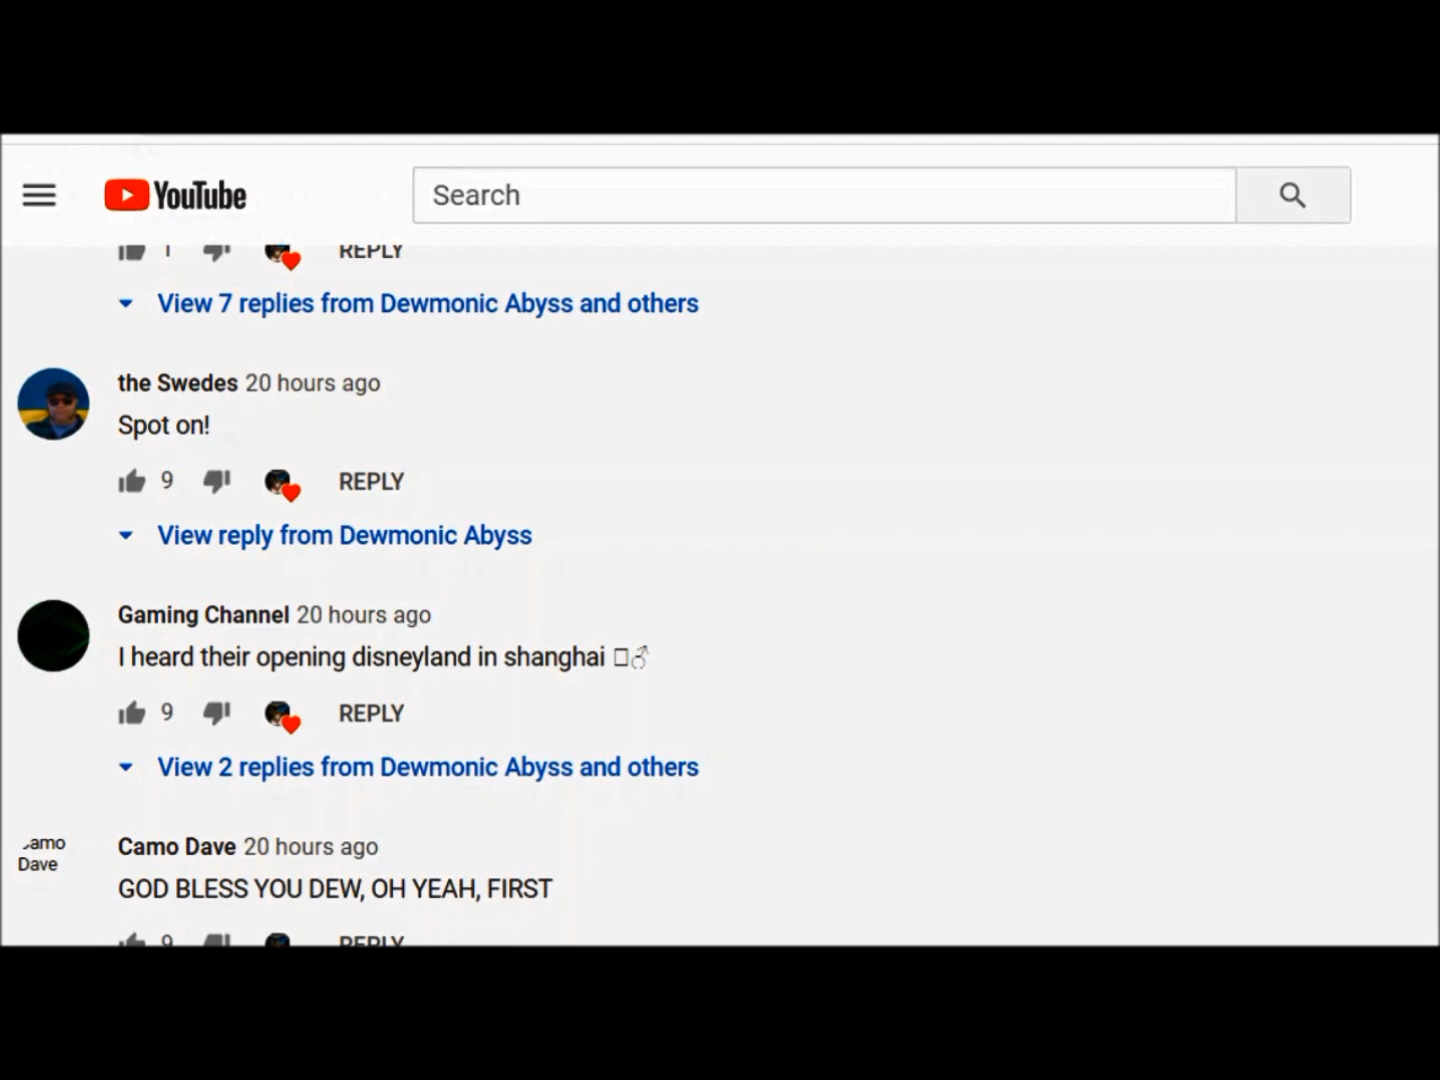 YouTube
Search
1 REPLY
View 7 replies from Dewmonic Abyss and others
the Swedes 20 hours ago
Spot on!
9 REPLY
View reply from Dewmonic Abyss
Gaming Channel 20 hours ago
I heard their opening disneyland in shanghai □♂
9 REPLY
View 2 replies from Dewmonic Abyss and others
Camo Dave 20 hours ago
Dave
GOD BLESS YOU DEW, OH YEAH, FIRST
9 REPLY